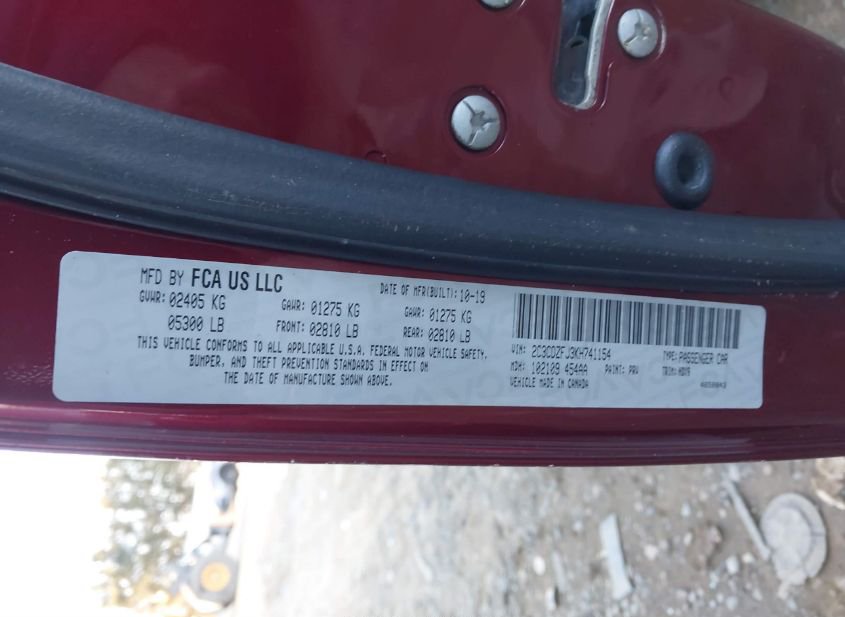 MFD BY FCA US LLC
DATE OF MFR(BUILT): 10-19
GVWR: 02405 KG
05300 LB
GAWR: 01275 KG
FRONT: 02810 LB
GAWR: 01275 KG
REAR: 02810 LB
THIS VEHICLE CONFORMS TO ALL APPLICABLE U.S.A. FEDERAL MOTOR VEHICLE SAFETY,
BUMPER, AND THEFT PREVENTION STANDARDS IN EFFECT ON
THE DATE OF MANUFACTURE SHOWN ABOVE.
VIN: 2C3CDZFJ3KH741154
TYPE: PASSENGER CAR
MDH: 102109 454AA
PAINT: PRV
TRIM:
VEHICLE MADE IN CANADA